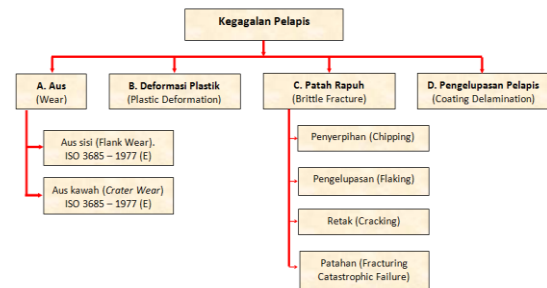 Kegagalan Pelapis
A. Aus
(Wear)
B. Deformasi Plastik
(Plastic Deformation)
C. Patah Rapuh
(Brittle Fracture)
D. Pengelupasan Pelapis
(Coating Delamination)
Aus sisi (Flank Wear).
ISO 3685 – 1977 (E)
Aus kawah (Crater Wear)
ISO 3685 – 1977 (E)
Penyerpihan (Chipping)
Pengelupasan (Flaking)
Retak (Cracking)
Patahan (Fracturing
Catastrophic Failure)